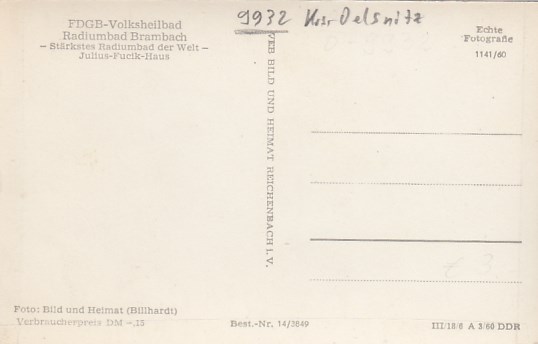 FDGB-Volksheilbad
Radiumbad Brambach
– Stärkstes Radiumbad der Welt –
Julius-Fucik-Haus
9932 Krs. Oelsnitz
Echte
Fotografie
1141/60
VEB BILD UND HEIMAT REICHENBACH i. V.
Foto: Bild und Heimat (Billhardt)
Verbraucherpreis DM –,15
Best.-Nr. 14/2649
III/18/6 A 3/60 DDR